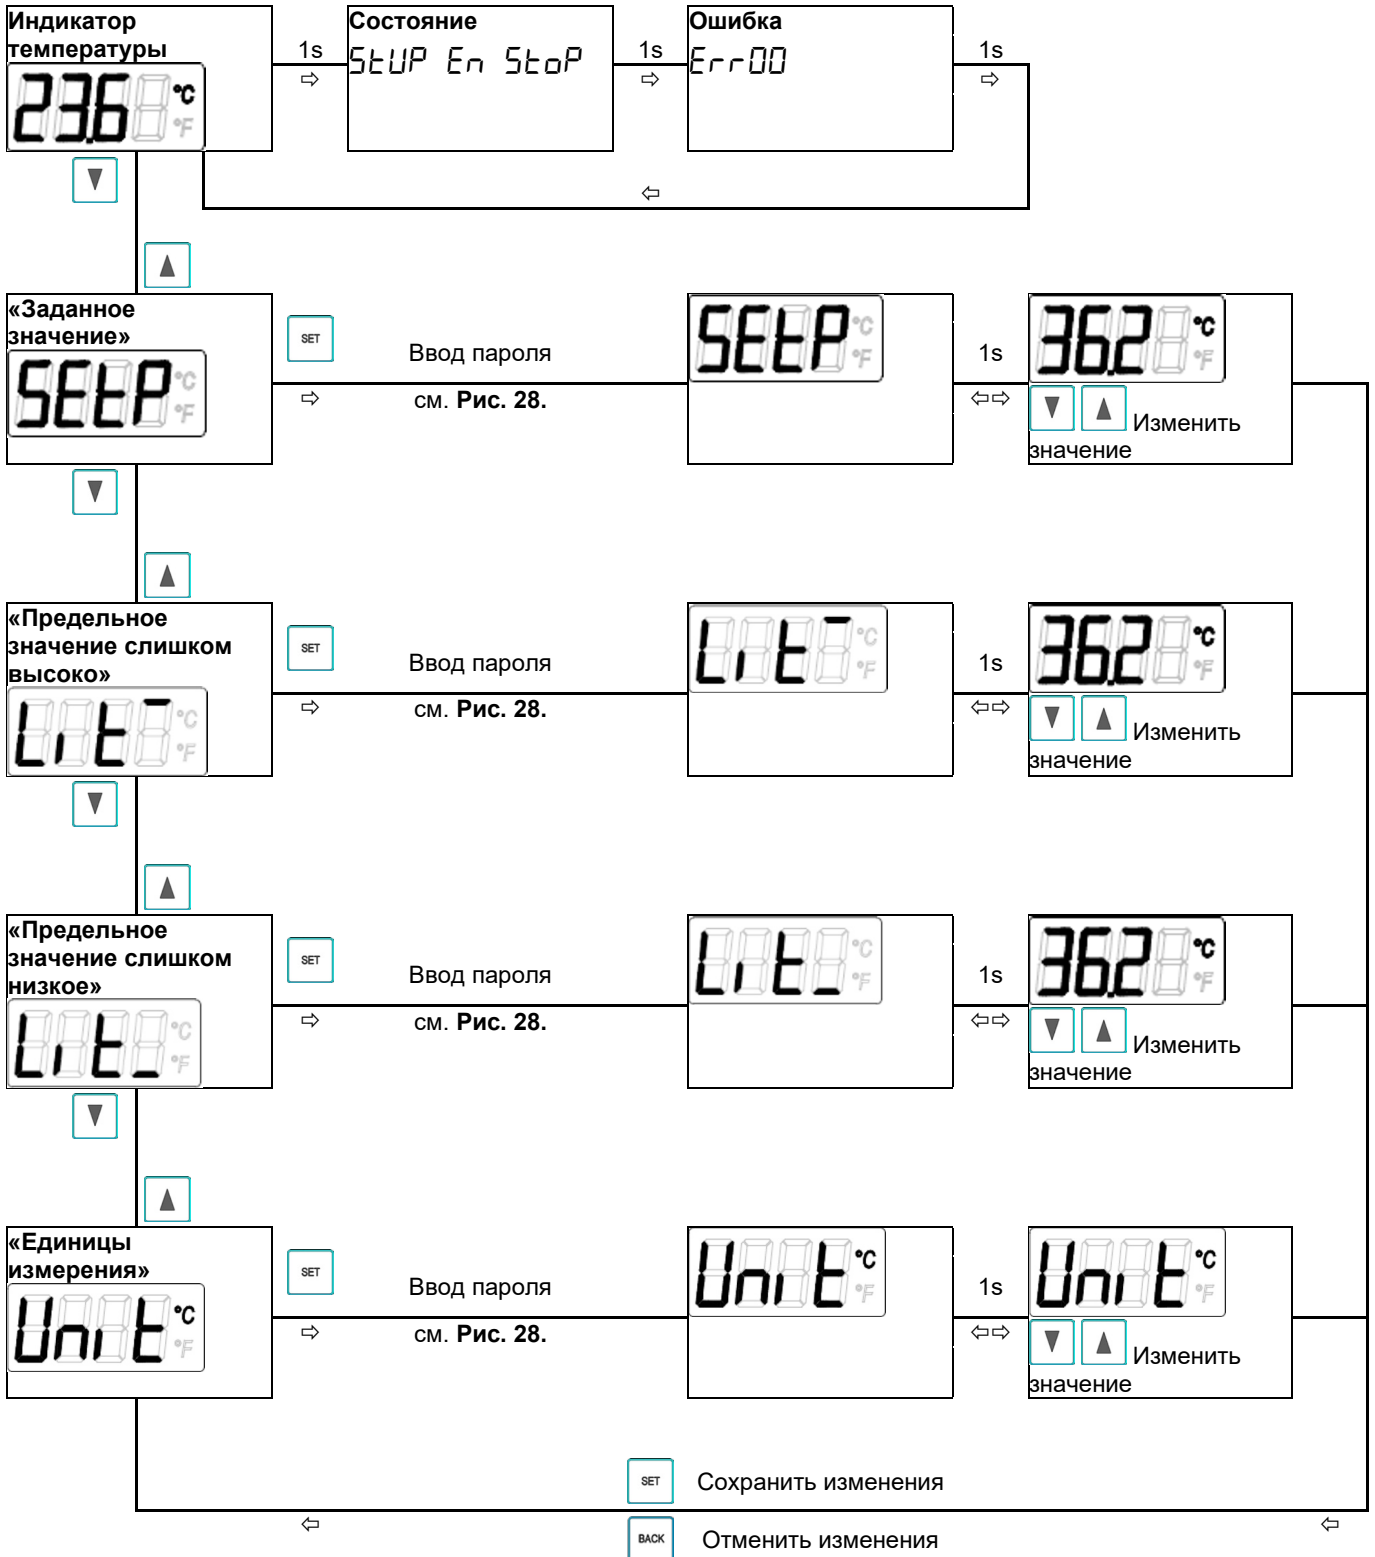 Индикатор
температуры
23.6 °C
°F
1s
Состояние
StUP En StoP
1s
Ошибка
Err00
1s
«Заданное
значение»
SEtP °C
°F
SET
Ввод пароля
см. Рис. 28.
SEtP °C
°F
1s
36.2 °C
°F
Изменить
значение
«Предельное
значение слишком
высоко»
Lit¯ °C
°F
SET
Ввод пароля
см. Рис. 28.
Lit¯ °C
°F
1s
36.2 °C
°F
Изменить
значение
«Предельное
значение слишком
низкое»
Lit_ °C
°F
SET
Ввод пароля
см. Рис. 28.
Lit_ °C
°F
1s
36.2 °C
°F
Изменить
значение
«Единицы
измерения»
Unit °C
°F
SET
Ввод пароля
см. Рис. 28.
Unit °C
°F
1s
Unit °C
°F
Изменить
значение
SET Сохранить изменения
BACK Отменить изменения